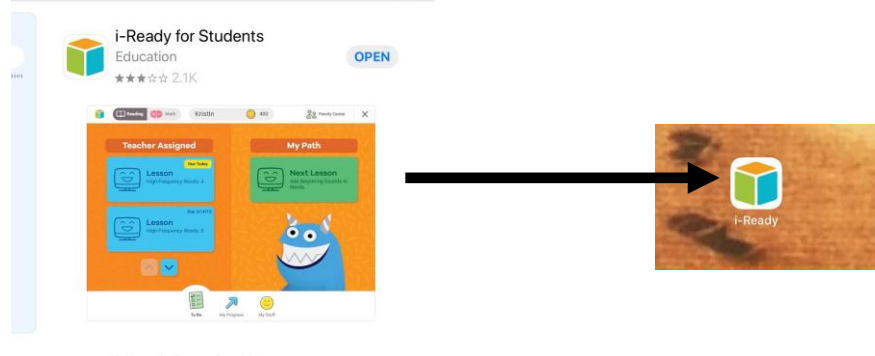 i-Ready for Students
Education
OPEN
2.1K
Reading
Math
Kristin
400
Family Center
Teacher Assigned
My Path
Due Today
Lesson
High-Frequency Words: 4
Next Lesson
Words
Lesson
High-Frequency Words: 5
To Do
My Progress
My Stuff
i-Ready